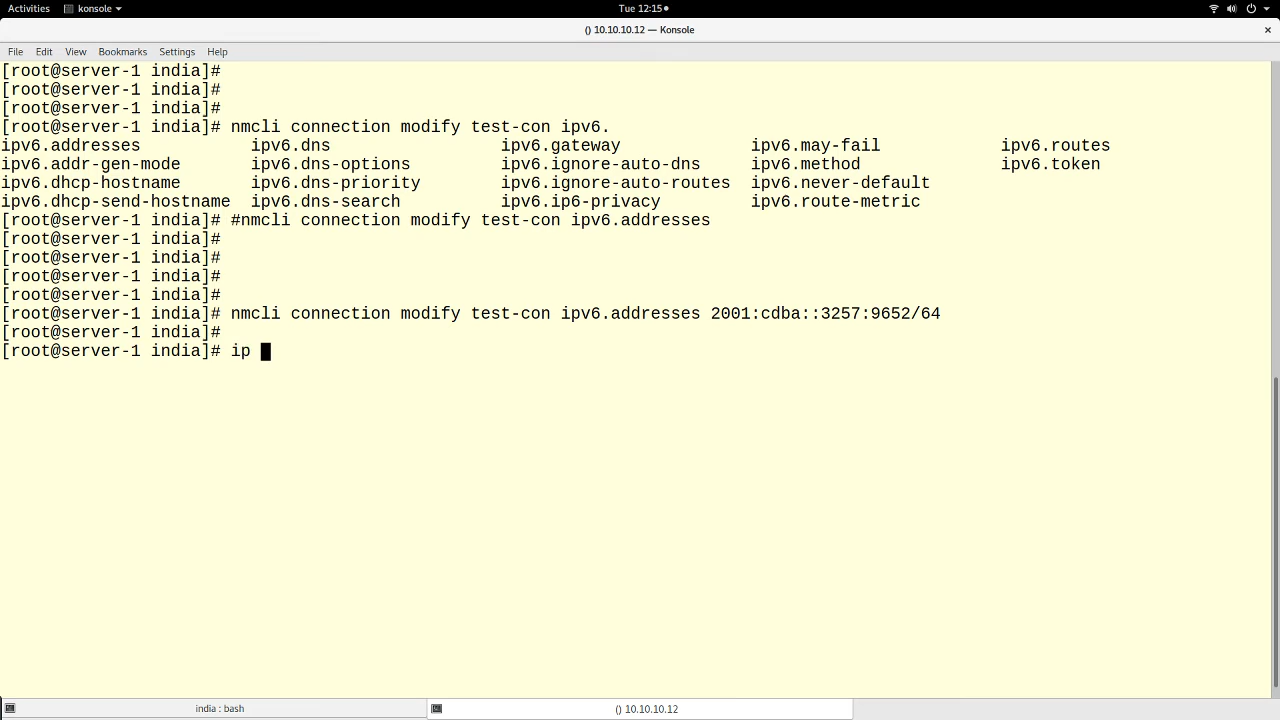 Activities konsole Tue 12:15
() 10.10.10.12 — Konsole ×
File Edit View Bookmarks Settings Help
[root@server-1 india]#
[root@server-1 india]#
[root@server-1 india]#
[root@server-1 india]# nmcli connection modify test-con ipv6.
ipv6.addresses ipv6.dns ipv6.gateway ipv6.may-fail ipv6.routes
ipv6.addr-gen-mode ipv6.dns-options ipv6.ignore-auto-dns ipv6.method ipv6.token
ipv6.dhcp-hostname ipv6.dns-priority ipv6.ignore-auto-routes ipv6.never-default
ipv6.dhcp-send-hostname ipv6.dns-search ipv6.ip6-privacy ipv6.route-metric
[root@server-1 india]# #nmcli connection modify test-con ipv6.addresses
[root@server-1 india]#
[root@server-1 india]#
[root@server-1 india]#
[root@server-1 india]#
[root@server-1 india]# nmcli connection modify test-con ipv6.addresses 2001:cdba::3257:9652/64
[root@server-1 india]#
[root@server-1 india]# ip
india : bash () 10.10.10.12